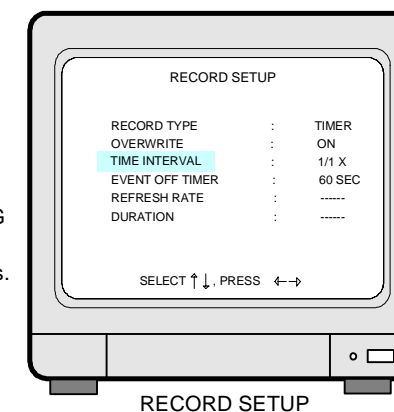 RECORD SETUP
RECORD TYPE : TIMER
OVERWRITE : ON
TIME INTERVAL : 1/1 X
EVENT OFF TIMER : 60 SEC
REFRESH RATE : ------
DURATION : ------
SELECT ↑↓, PRESS ←→
RECORD SETUP